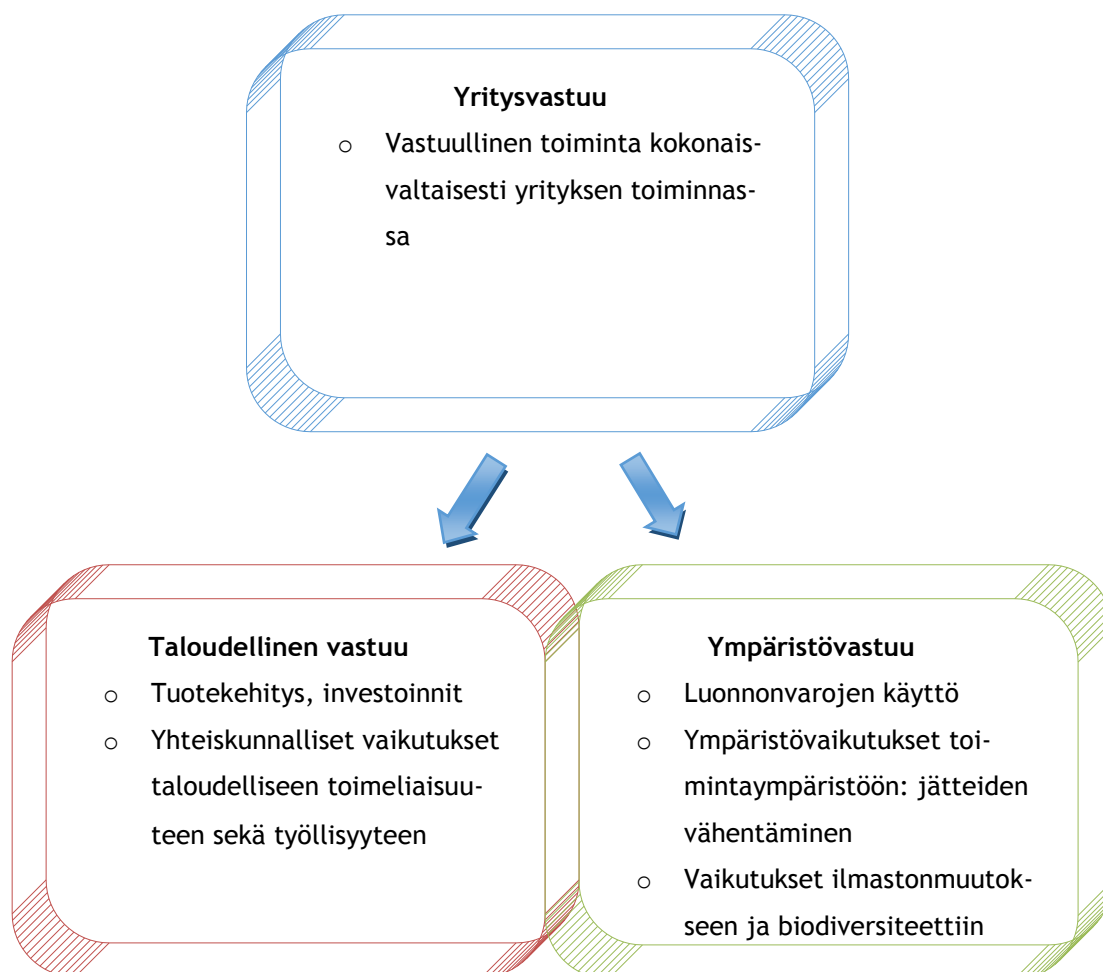 Yritysvastuu
o Vastuullinen toiminta kokonais-
valtaisesti yrityksen toiminnas-
sa
Taloudellinen vastuu
o Tuotekehitys, investoinnit
o Yhteiskunnalliset vaikutukset
taloudelliseen toimeliaisuu-
teen sekä työllisyyteen
Ympäristövastuu
o Luonnonvarojen käyttö
o Ympäristövaikutukset toi-
mintaympäristöön: jätteiden
vähentäminen
o Vaikutukset ilmastonmuutok-
seen ja biodiversiteettiin